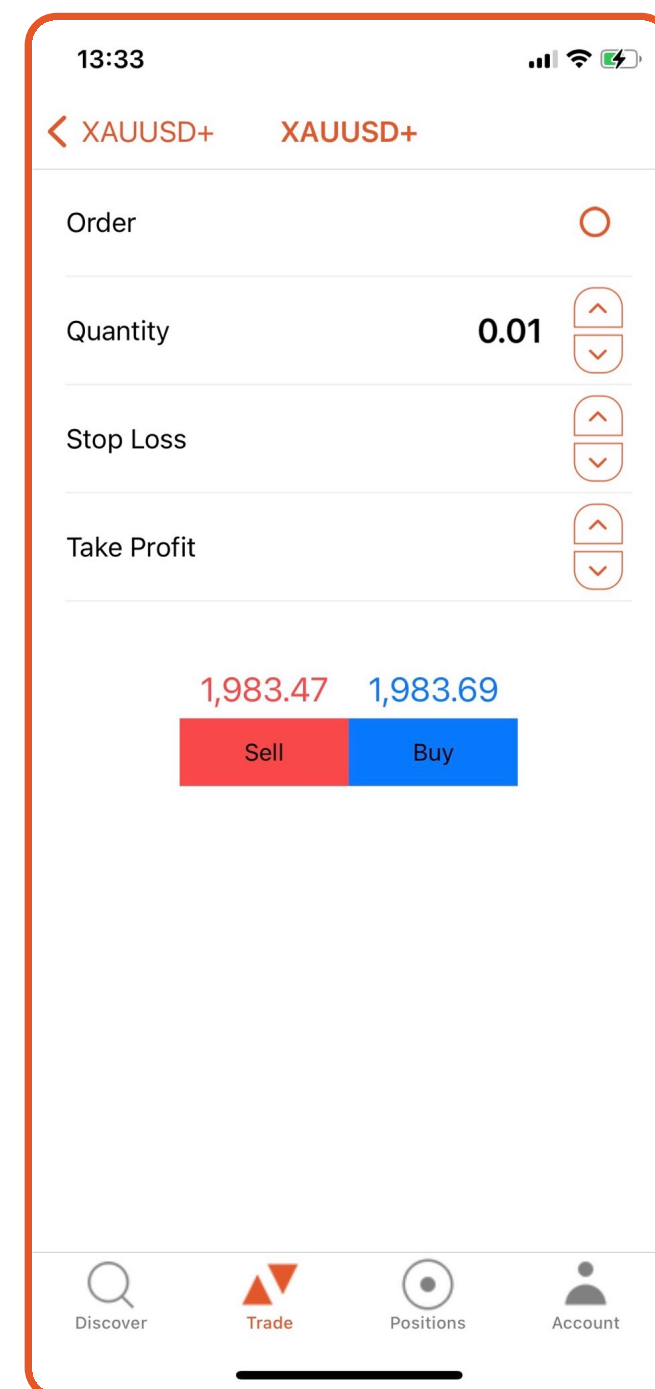 13:33
XAUUSD+ XAUUSD+
Order
Quantity 0.01
Stop Loss
Take Profit
1,983.47 1,983.69
Sell Buy
Discover Trade Positions Account